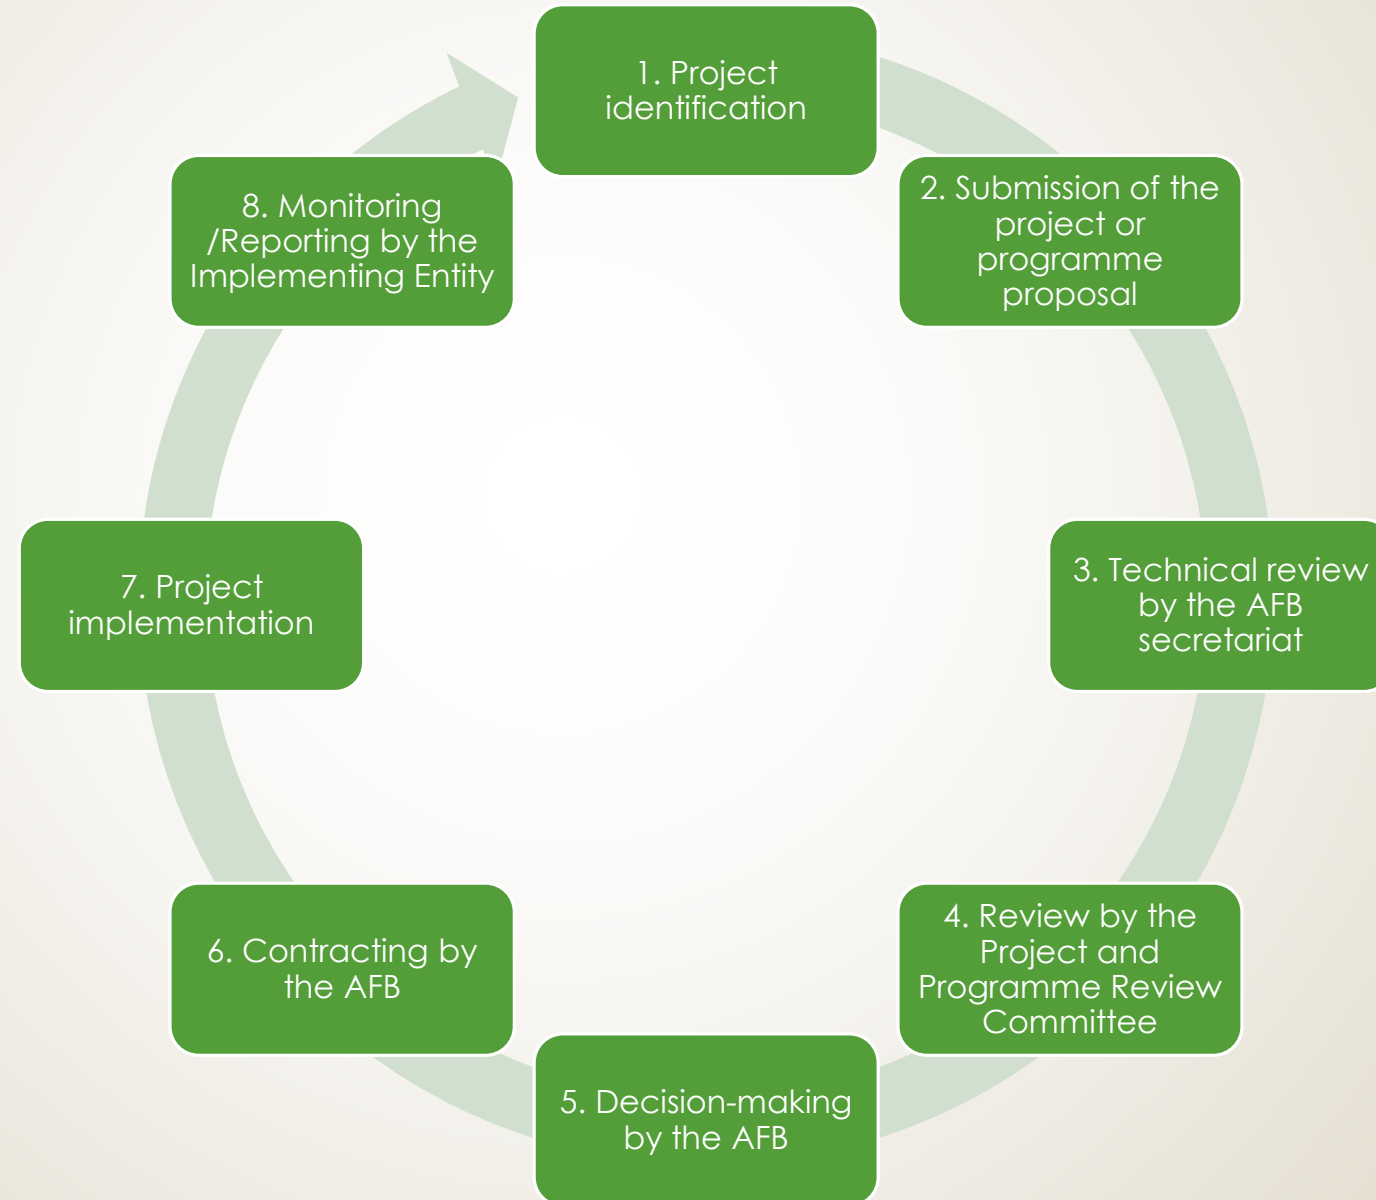 1. Project
identification
2. Submission of the
project or
programme
proposal
3. Technical review
by the AFB
secretariat
4. Review by the
Project and
Programme Review
Committee
5. Decision-making
by the AFB
6. Contracting by
the AFB
7. Project
implementation
8. Monitoring
/Reporting by the
Implementing Entity